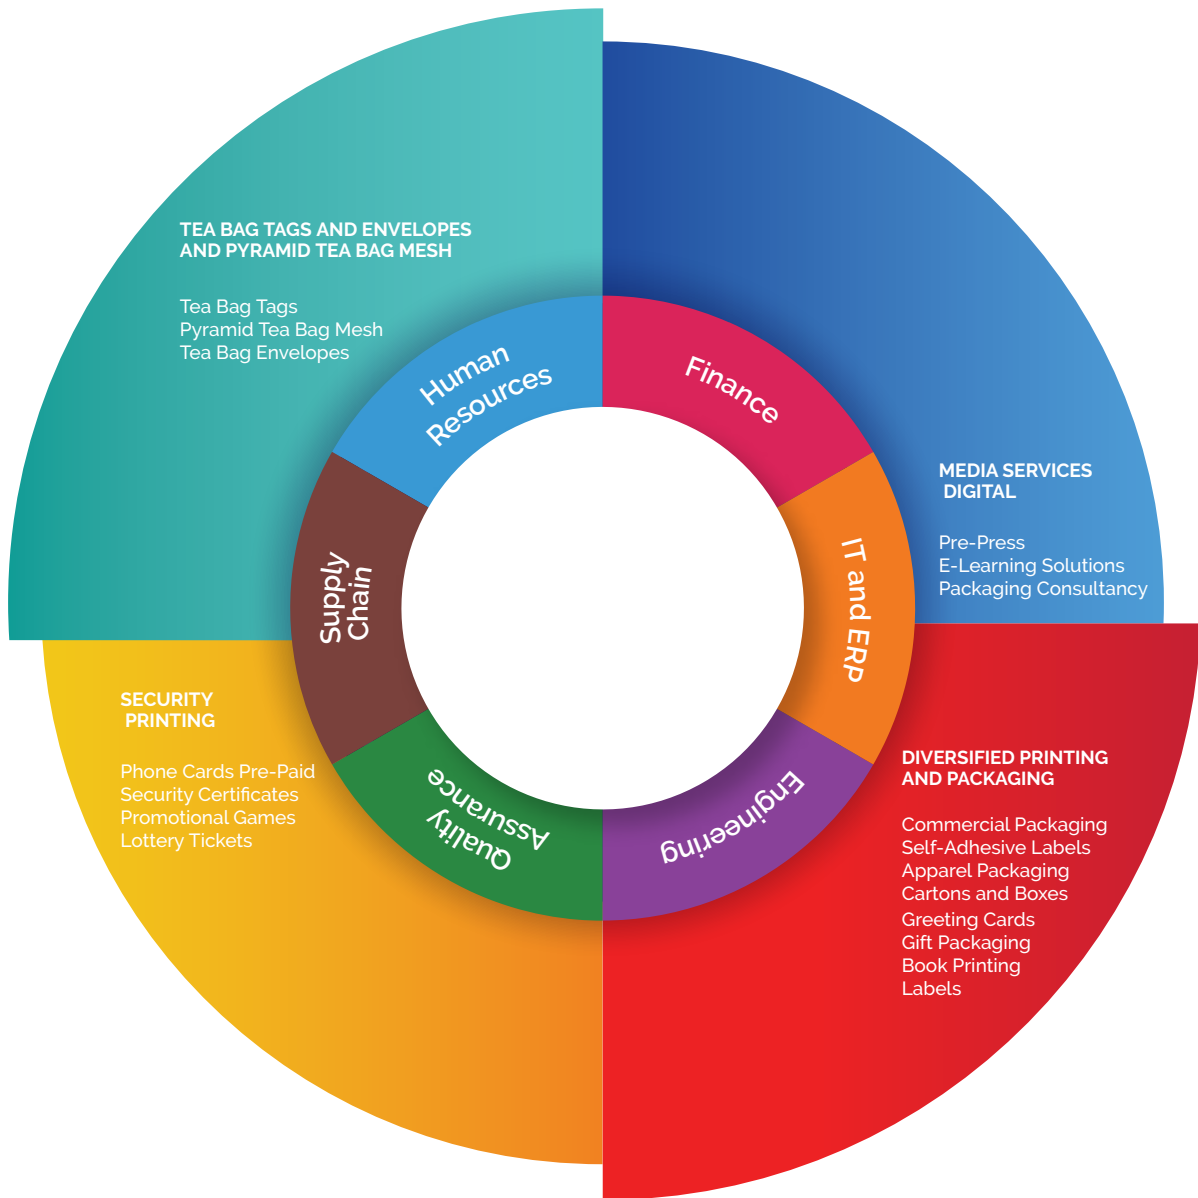 TEA BAG TAGS AND ENVELOPES
AND PYRAMID TEA BAG MESH
Tea Bag Tags
Pyramid Tea Bag Mesh
Tea Bag Envelopes
MEDIA SERVICES
DIGITAL
Pre-Press
E-Learning Solutions
Packaging Consultancy
SECURITY
PRINTING
Phone Cards Pre-Paid
Security Certificates
Promotional Games
Lottery Tickets
DIVERSIFIED PRINTING
AND PACKAGING
Commercial Packaging
Self-Adhesive Labels
Apparel Packaging
Cartons and Boxes
Greeting Cards
Gift Packaging
Book Printing
Labels
Human
Resources
Finance
IT and ERP
Engineering
Quality
Assurance
Supply
Chain